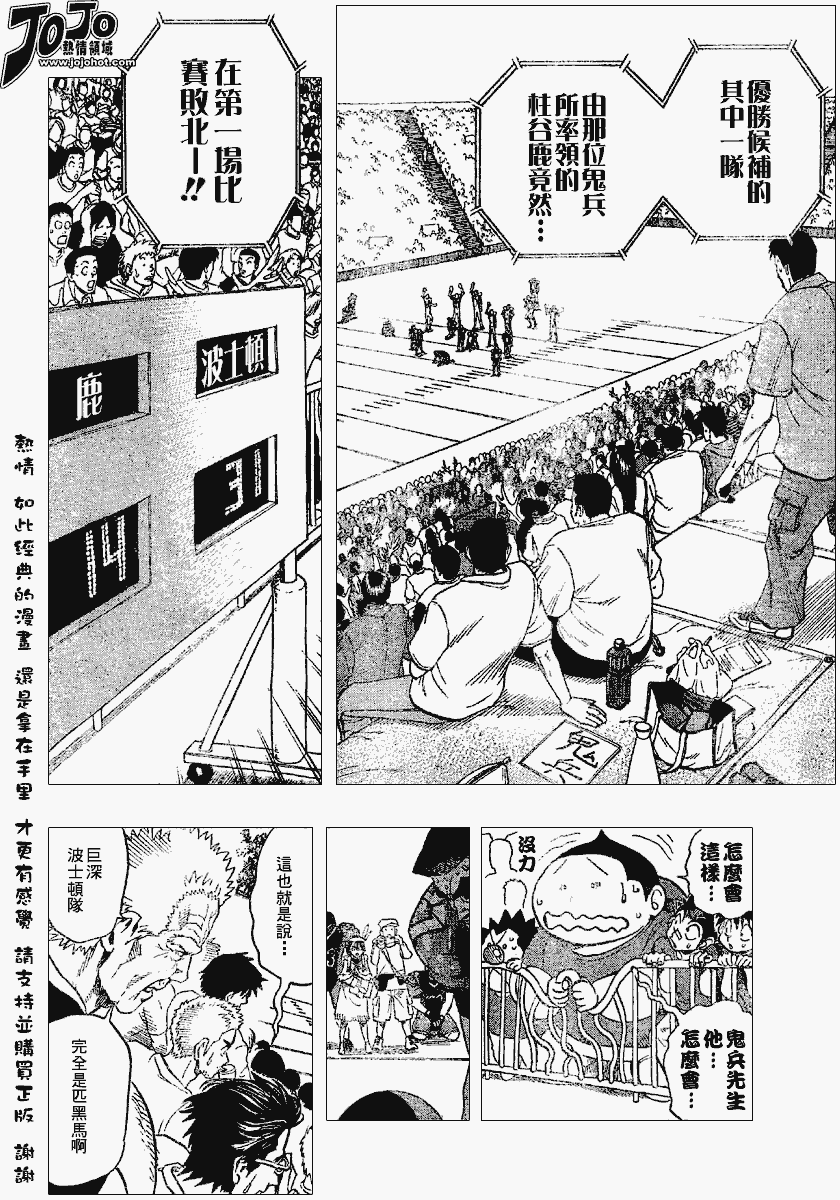 JOJO
熱情領域
www.jojohot.com
優勝候補的
其中一隊
由那位鬼兵
所率領的
柱谷鹿竟然…
在第一場比
賽敗北—!!
波士頓
鹿
31
14
鬼兵
怎麼會
這樣…
沒力
鬼兵先生
他…
怎麼會…
這也就是說…
巨深
波士頓隊
完全是匹黑馬啊
熱情 如此經典的漫畫 還是拿在手里 才更有感覺 請支持並購買正版 謝謝